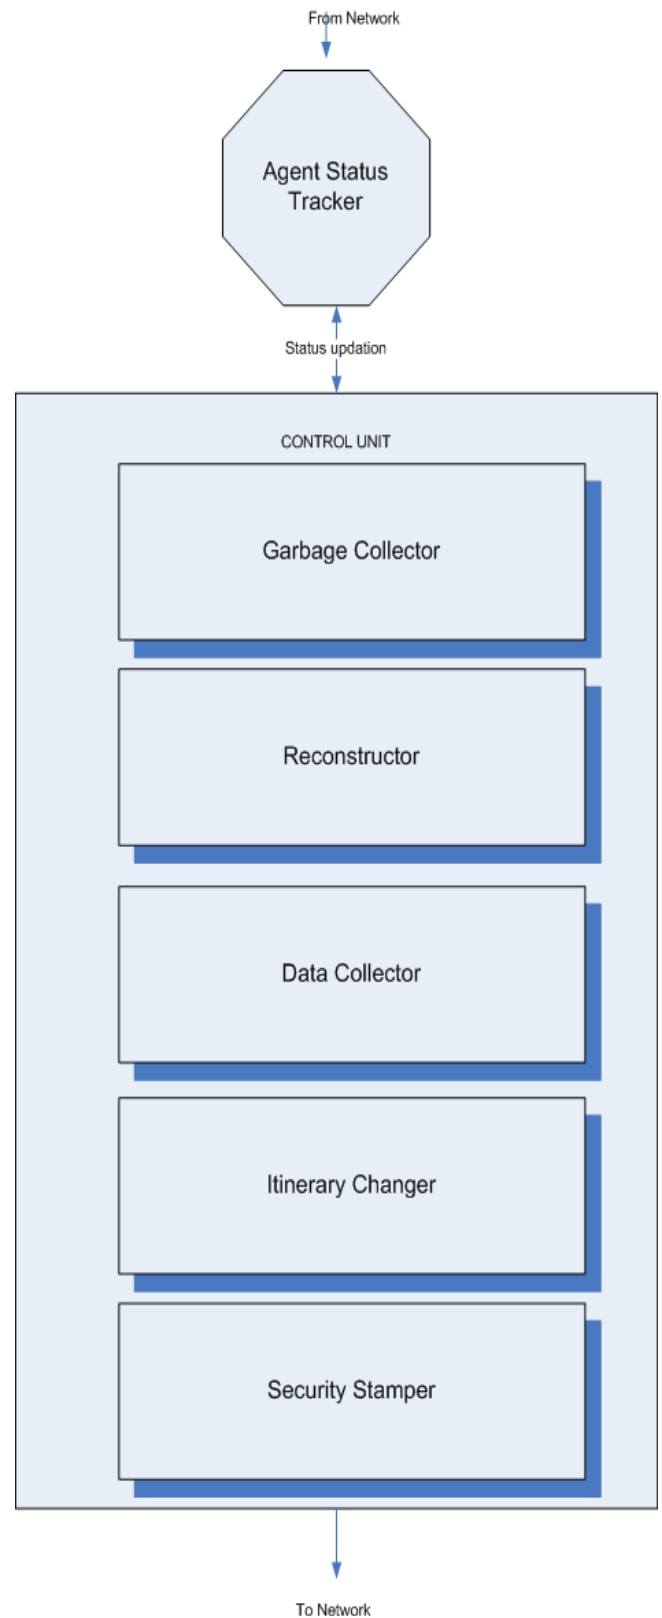 From Network
Agent Status
Tracker
Status updation
CONTROL UNIT
Garbage Collector
Reconstructor
Data Collector
Itinerary Changer
Security Stamper
To Network